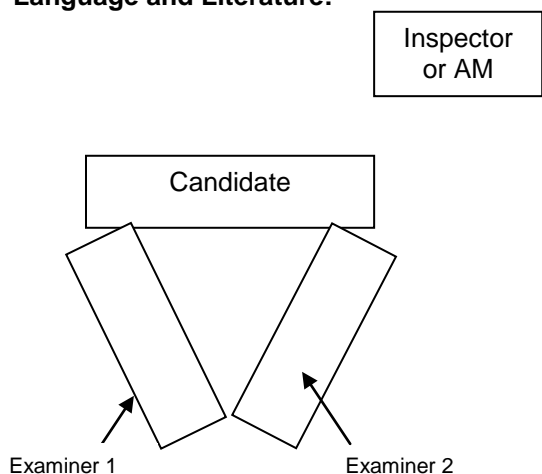 Language and Literature:
Inspector
or AM
Candidate
Examiner 1
Examiner 2